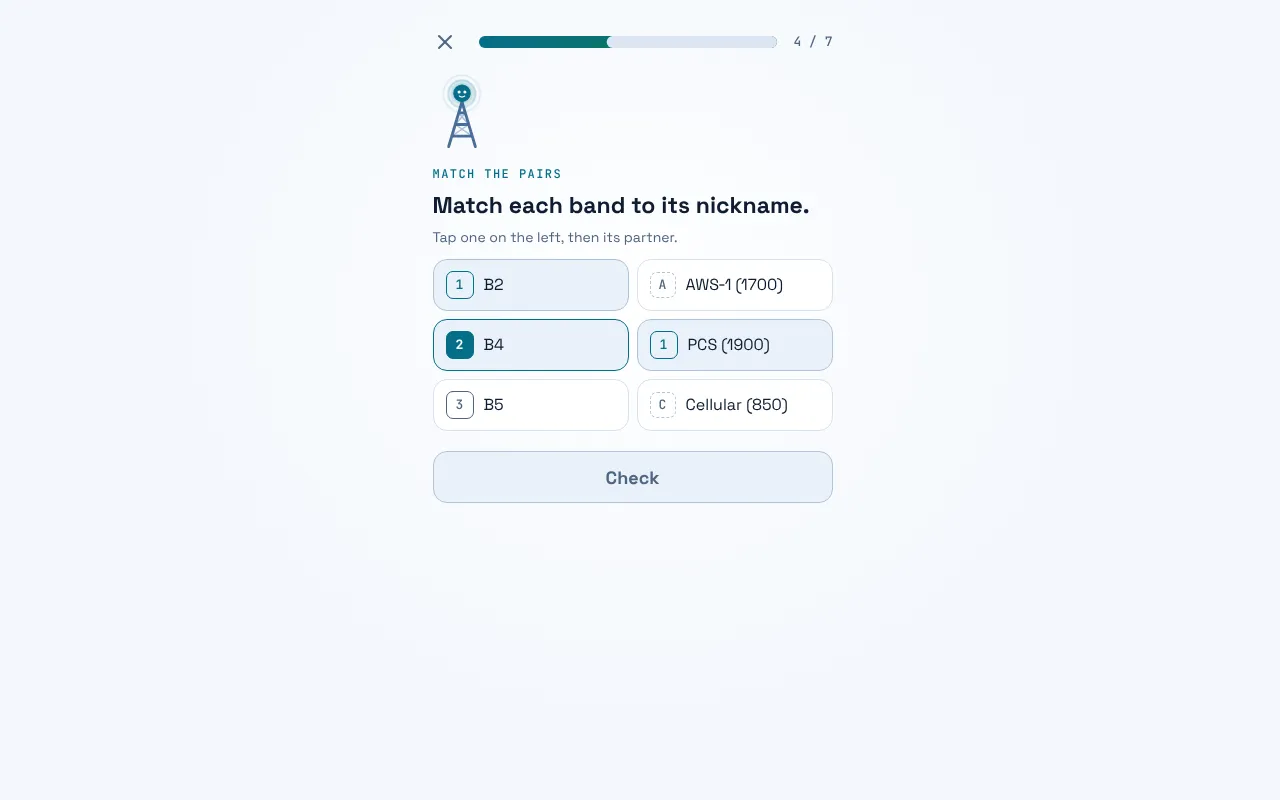 4 / 7
MATCH THE PAIRS
Match each band to its nickname.
Tap one on the left, then its partner.
1 B2
A AWS-1 (1700)
2 B4
1 PCS (1900)
3 B5
C Cellular (850)
Check